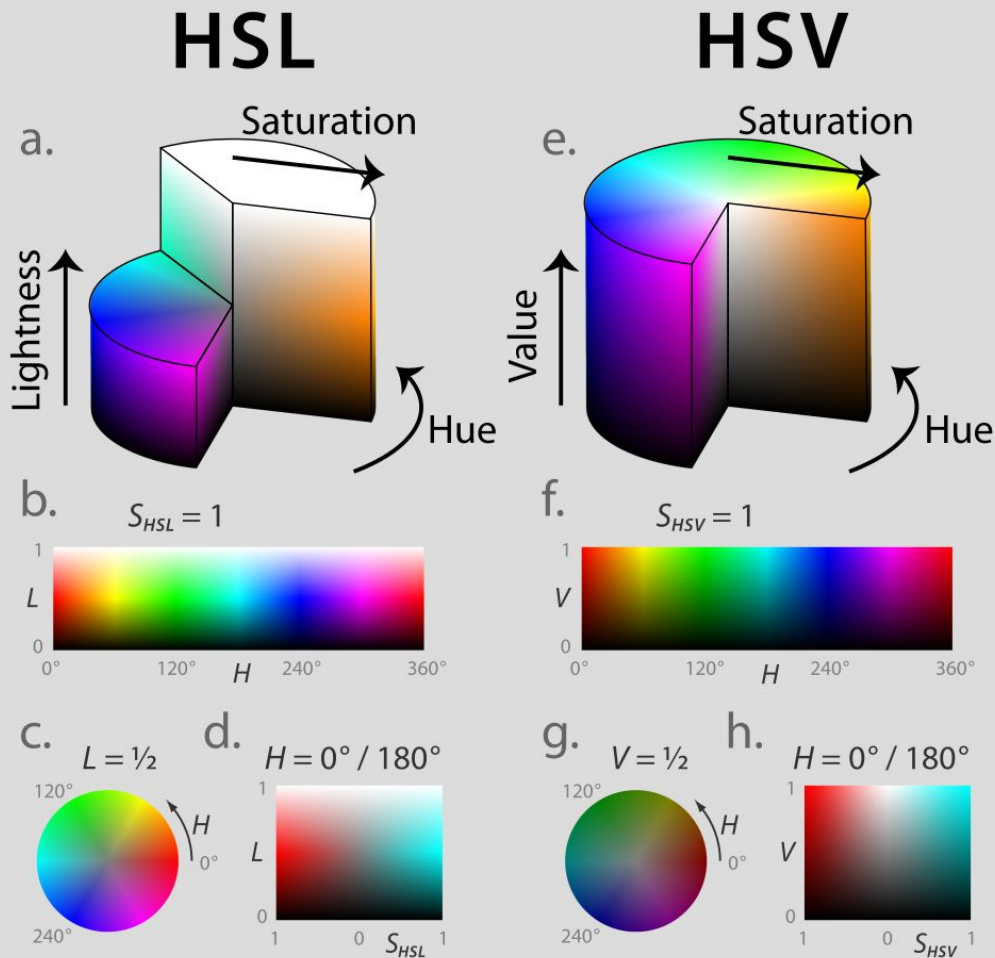 HSL
HSV
a.
Saturation
Lightness
Hue
e.
Saturation
Value
Hue
b.
S_HSL = 1
1
L
0
0°
120°
H
240°
360°
f.
S_HSV = 1
1
V
0
0°
120°
H
240°
360°
c.
L = ½
120°
H
0°
240°
d.
H = 0° / 180°
1
L
0
1
0
S_HSL
1
g.
V = ½
120°
H
0°
240°
h.
H = 0° / 180°
1
V
0
1
0
S_HSV
1